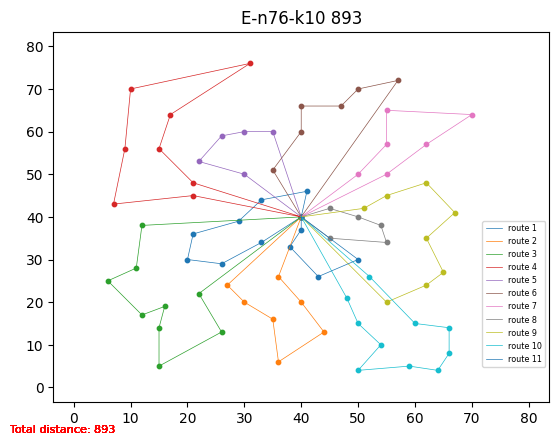 E-n76-k10 893
80
70
60
50
40
30
20
10
0
0 10 20 30 40 50 60 70 80
route 1
route 2
route 3
route 4
route 5
route 6
route 7
route 8
route 9
route 10
route 11
Total distance: 893